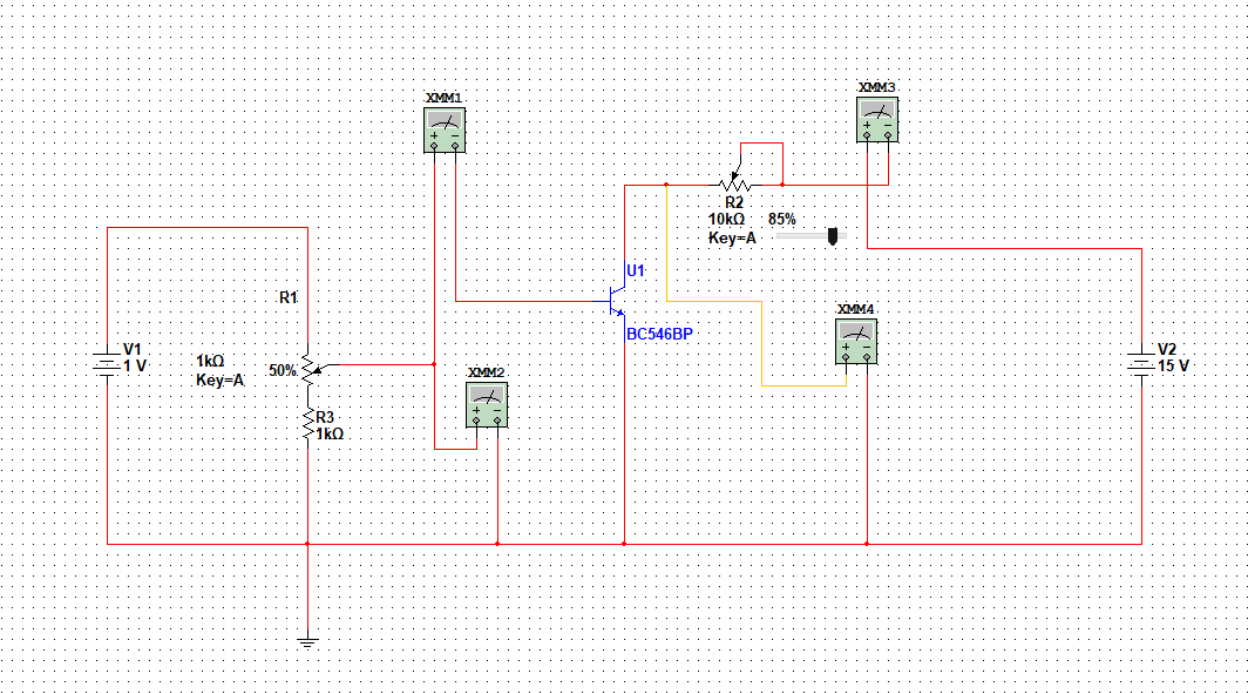 XMM3
XMM1
+ −
+ −
R2
10kΩ 85%
Key=A
U1
R1
XMM4
BC546BP
+ −
V1
1 V
V2
15 V
1kΩ
Key=A
50%
XMM2
+ −
R3
1kΩ